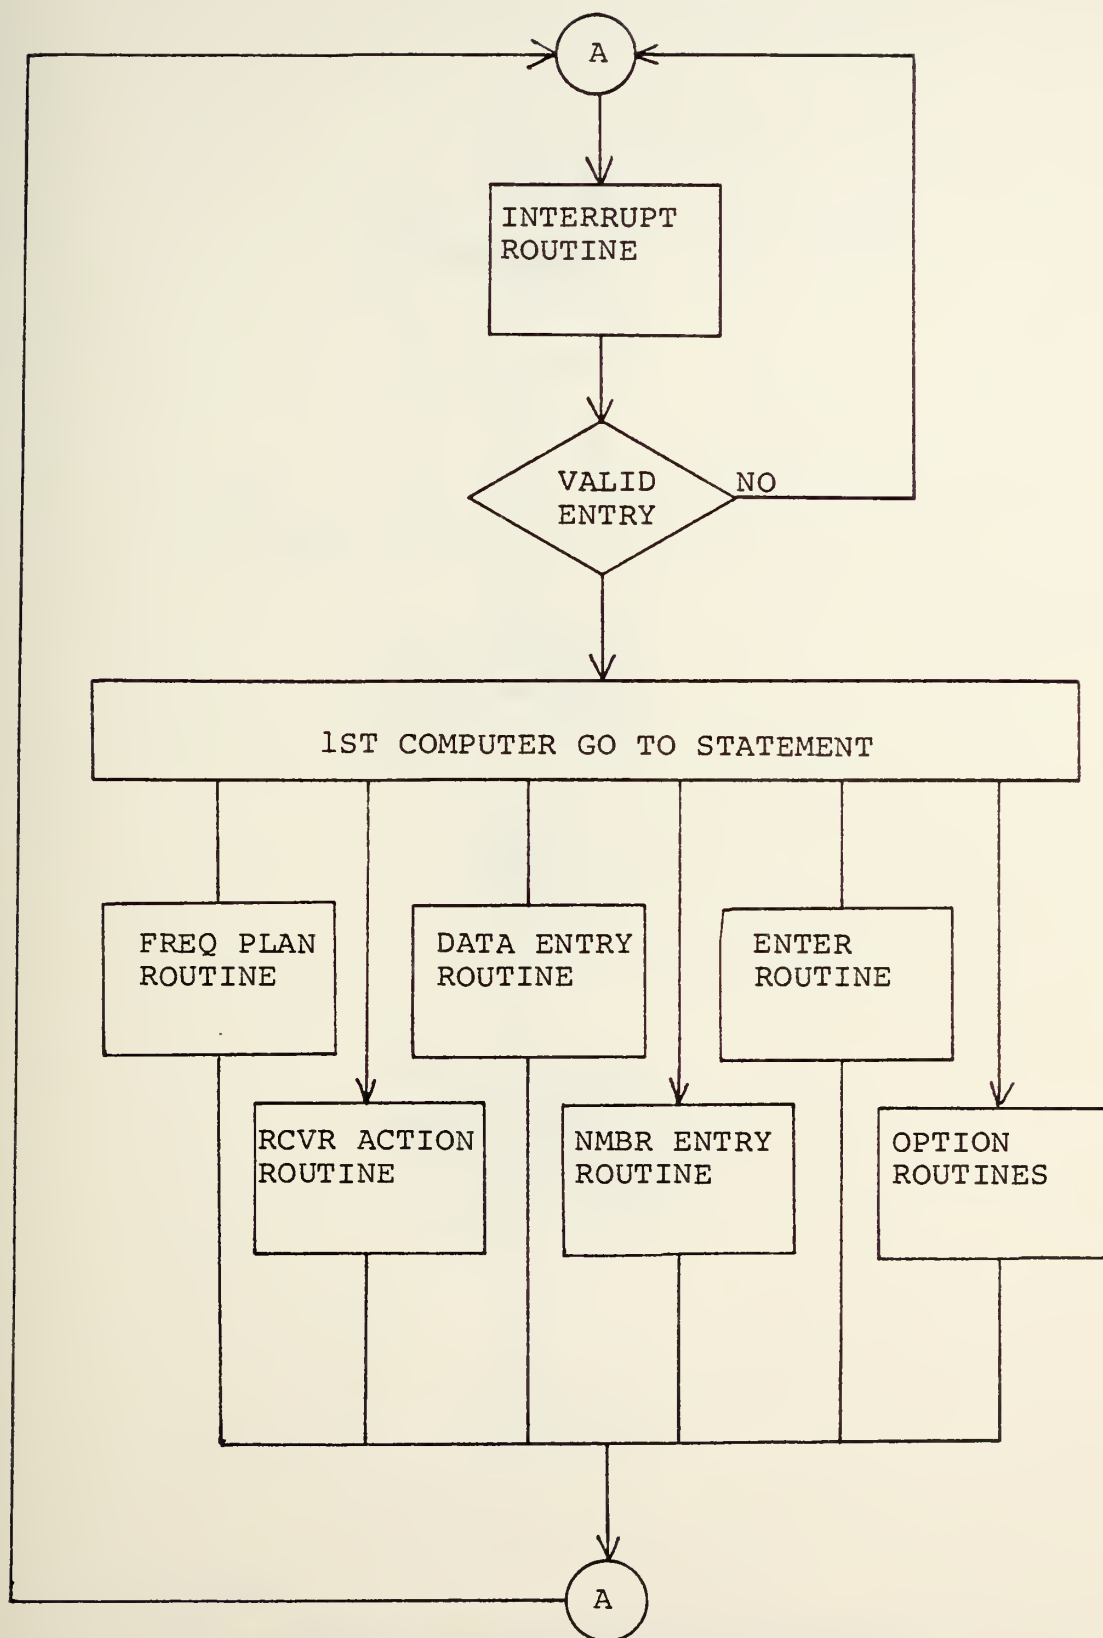 A
INTERRUPT
ROUTINE
VALID
ENTRY
NO
1ST COMPUTER GO TO STATEMENT
FREQ PLAN
ROUTINE
DATA ENTRY
ROUTINE
ENTER
ROUTINE
RCVR ACTION
ROUTINE
NMBR ENTRY
ROUTINE
OPTION
ROUTINES
A